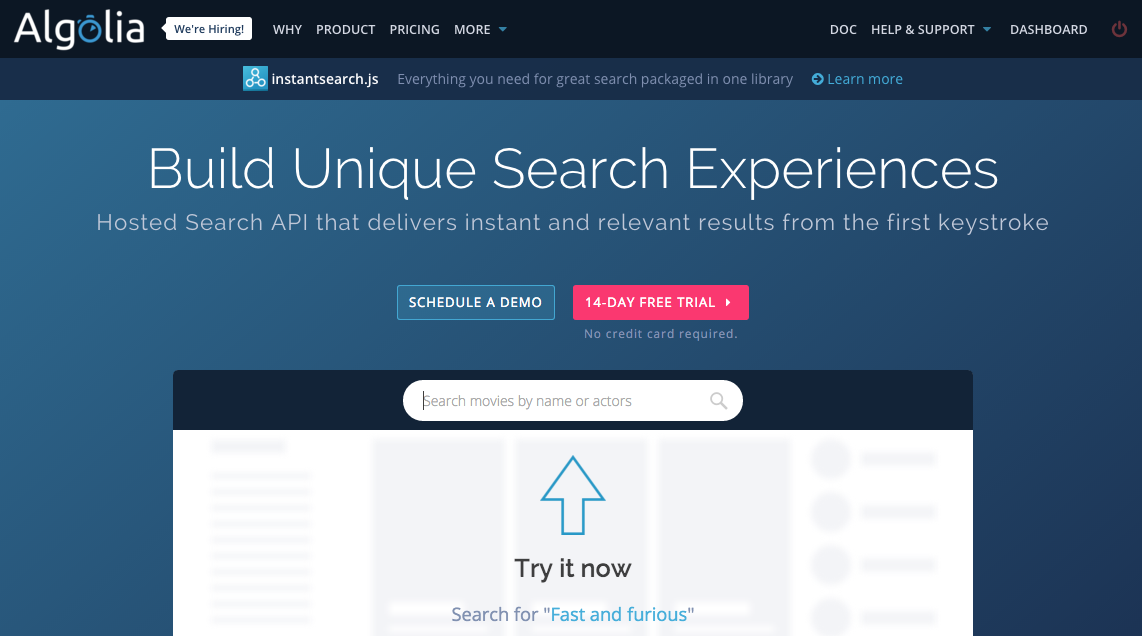 Algolia We're Hiring! WHY PRODUCT PRICING MORE DOC HELP & SUPPORT DASHBOARD
instantsearch.js Everything you need for great search packaged in one library Learn more
Build Unique Search Experiences
Hosted Search API that delivers instant and relevant results from the first keystroke
SCHEDULE A DEMO 14-DAY FREE TRIAL
No credit card required.
Search movies by name or actors
Try it now
Search for "Fast and furious"